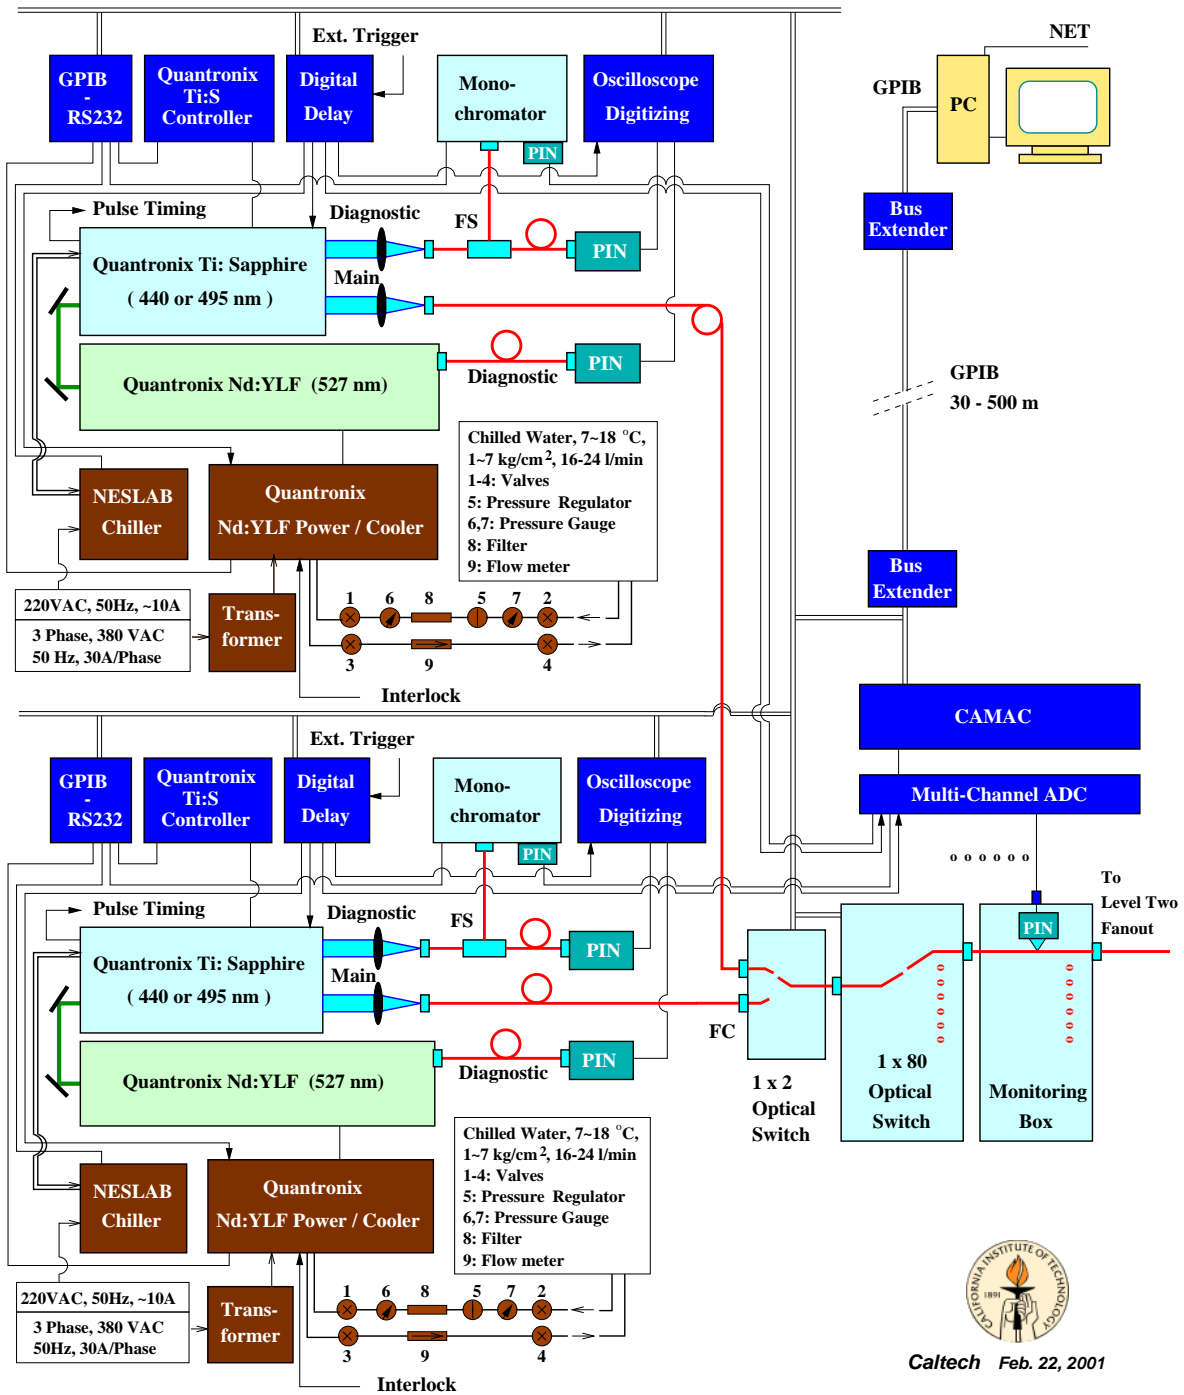 Ext. Trigger
NET
GPIB
-
RS232
Quantronix
Ti:S
Controller
Digital
Delay
Mono-
chromator
PIN
Oscilloscope
Digitizing
GPIB
PC
Bus
Extender
Pulse Timing
Diagnostic
FS
PIN
Quantronix Ti: Sapphire
( 440 or 495 nm )
Main
PIN
Diagnostic
Quantronix Nd:YLF (527 nm)
GPIB
30 - 500 m
Chilled Water, 7~18 °C,
1~7 kg/cm², 16-24 l/min
1-4: Valves
5: Pressure Regulator
6,7: Pressure Gauge
8: Filter
9: Flow meter
NESLAB
Chiller
Quantronix
Nd:YLF Power / Cooler
Bus
Extender
220VAC, 50Hz, ~10A
3 Phase, 380 VAC
50 Hz, 30A/Phase
Trans-
former
1 6 8 5 7 2
3 9 4
Interlock
CAMAC
Multi-Channel ADC
Ext. Trigger
GPIB
-
RS232
Quantronix
Ti:S
Controller
Digital
Delay
Mono-
chromator
PIN
Oscilloscope
Digitizing
Pulse Timing
Diagnostic
FS
PIN
Quantronix Ti: Sapphire
( 440 or 495 nm )
Main
FC
PIN
Diagnostic
Quantronix Nd:YLF (527 nm)
To
Level Two
Fanout
PIN
1 x 2
Optical
Switch
1 x 80
Optical
Switch
Monitoring
Box
Chilled Water, 7~18 °C,
1~7 kg/cm², 16-24 l/min
1-4: Valves
5: Pressure Regulator
6,7: Pressure Gauge
8: Filter
9: Flow meter
NESLAB
Chiller
Quantronix
Nd:YLF Power / Cooler
220VAC, 50Hz, ~10A
3 Phase, 380 VAC
50Hz, 30A/Phase
Trans-
former
1 6 8 5 7 2
3 9 4
Interlock
CALIFORNIA INSTITUTE OF TECHNOLOGY
1891
Caltech Feb. 22, 2001